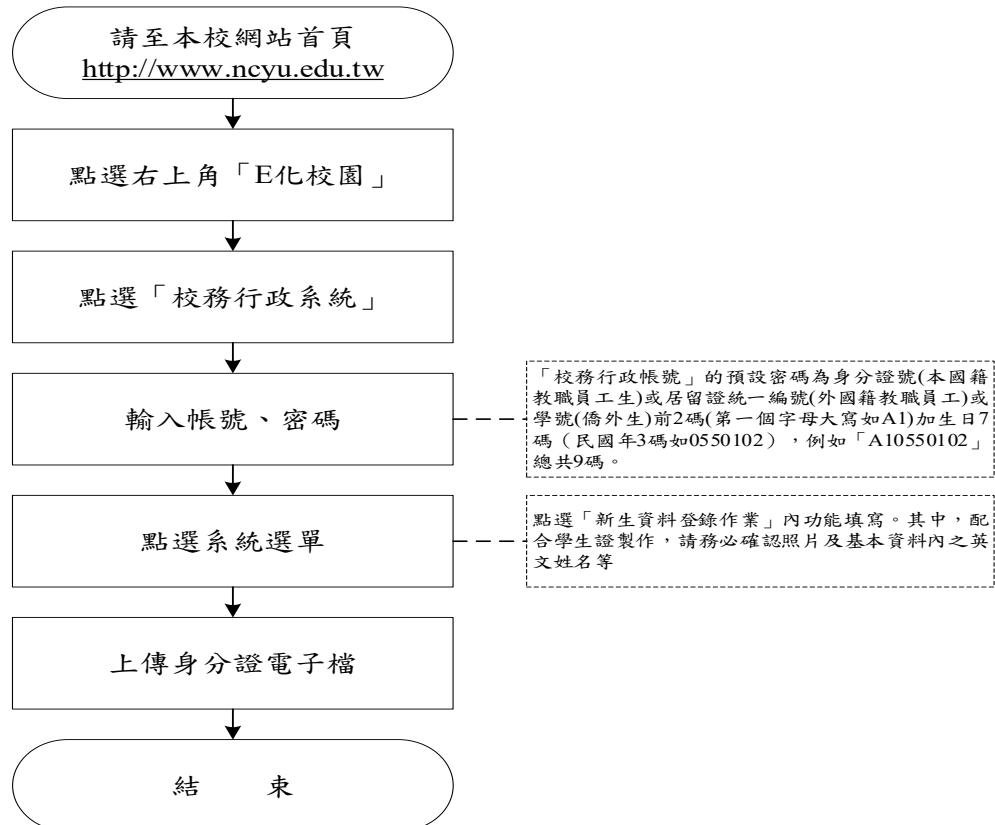 請至本校網站首頁
http://www.ncyu.edu.tw
點選右上角「E化校園」
點選「校務行政系統」
輸入帳號、密碼
「校務行政帳號」的預設密碼為身分證號(本國籍
教職員工生)或居留證統一編號(外國籍教職員工)或
學號(僑外生)前2碼(第一個字母大寫如A1)加生日7
碼（民國年3碼如0550102），例如「A10550102」
總共9碼。
點選系統選單
點選「新生資料登錄作業」內功能填寫。其中，配
合學生證製作，請務必確認照片及基本資料內之英
文姓名等
上傳身分證電子檔
結　　束